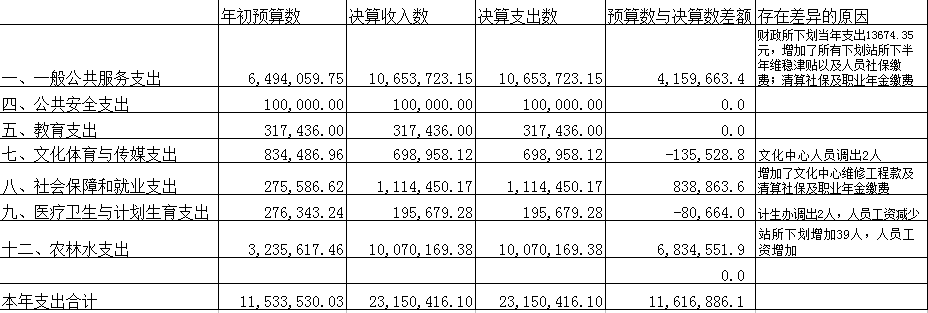 年初预算数 决算收入数 决算支出数 预算数与决算数差额 存在差异的原因
一、一般公共服务支出 6,494,059.75 10,653,723.15 10,653,723.15 4,159,663.4 财政所下划当年支出13674.35
元，增加了所有下划站所下半
年维稳津贴以及人员社保缴
费；清算社保及职业年金缴费
四、公共安全支出 100,000.00 100,000.00 100,000.00 0.0
五、教育支出 317,436.00 317,436.00 317,436.00 0.0
七、文化体育与传媒支出 834,486.96 698,958.12 698,958.12 -135,528.8 文化中心人员调出2人
八、社会保障和就业支出 275,586.62 1,114,450.17 1,114,450.17 838,863.6 增加了文化中心维修工程款及
清算社保及职业年金缴费
九、医疗卫生与计划生育支出 276,343.24 195,679.28 195,679.28 -80,664.0 计生办调出2人，人员工资减少
十二、农林水支出 3,235,617.46 10,070,169.38 10,070,169.38 6,834,551.9 站所下划增加39人，人员工
资增加
0.0
本年支出合计 11,533,530.03 23,150,416.10 23,150,416.10 11,616,886.1